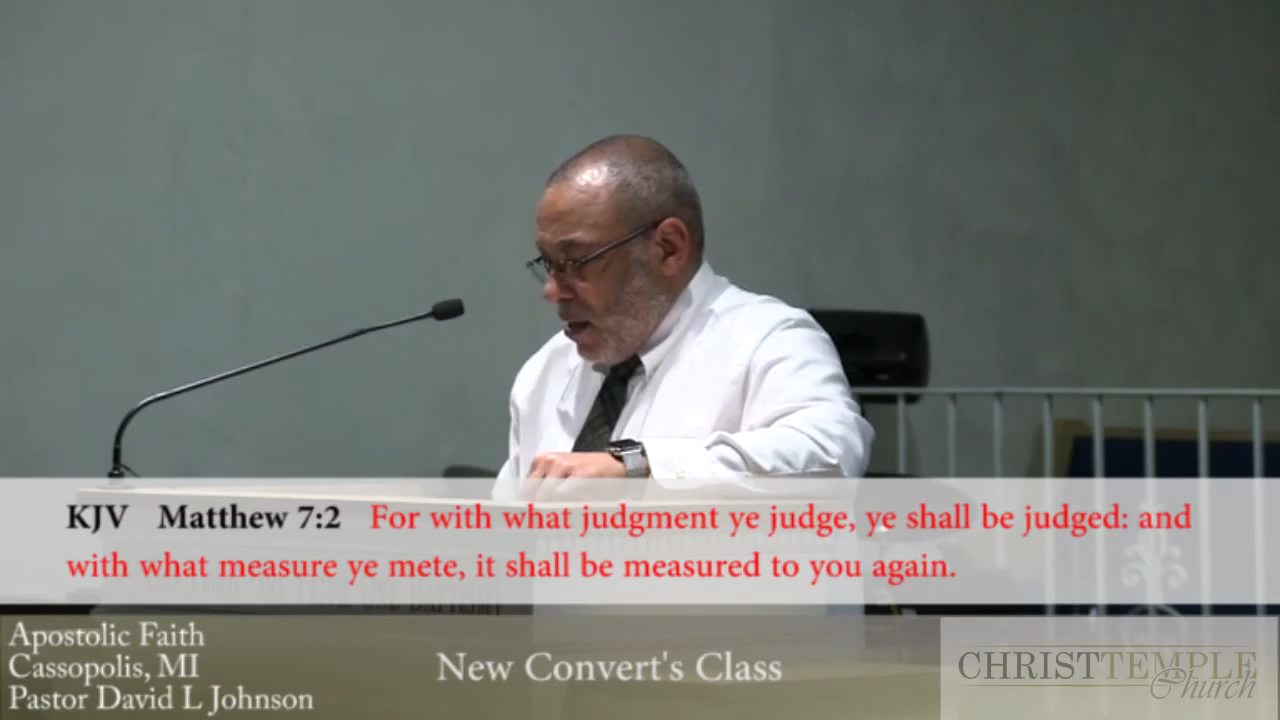 KJV Matthew 7:2 For with what judgment ye judge, ye shall be judged: and
with what measure ye mete, it shall be measured to you again.
Apostolic Faith
Cassopolis, MI
Pastor David L Johnson
New Convert's Class
CHRISTTEMPLE
Church